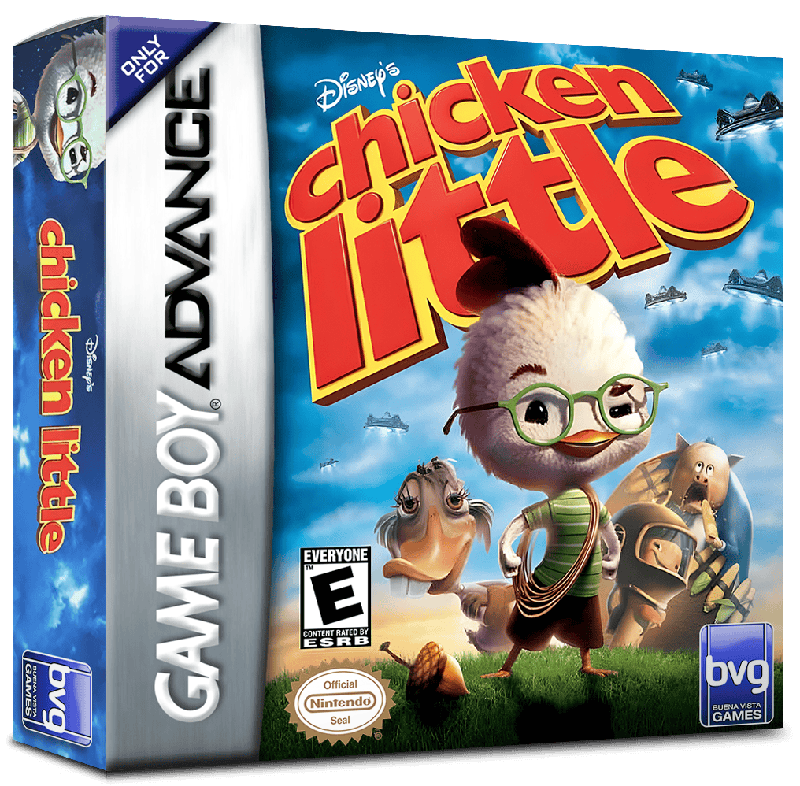 ONLY
FOR
GAME BOY ADVANCE
®
Disney's
chicken
little
Disney's
chicken little
EVERYONE
E
™
CONTENT RATED BY
ESRB
Official
Nintendo
Seal
bvg
BUENA VISTA
GAMES
bvg
BUENA VISTA
GAMES